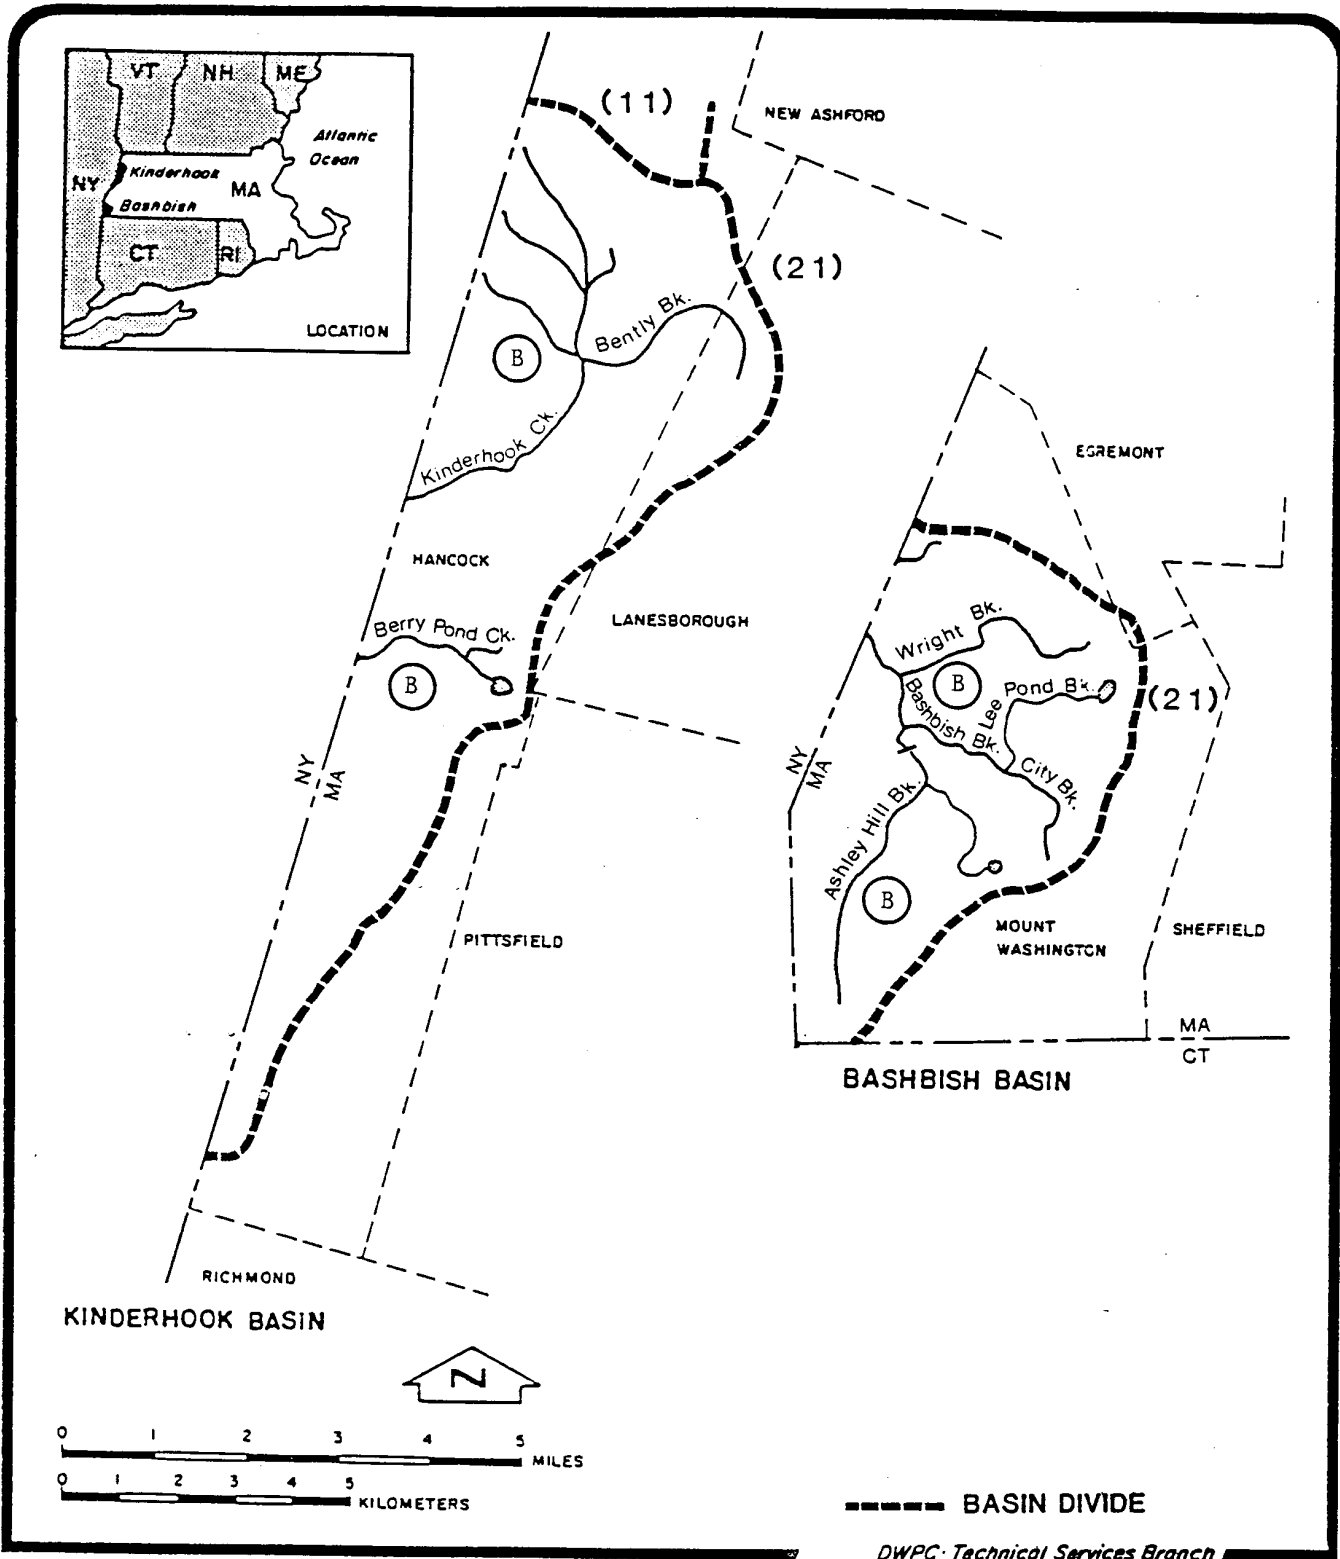 VT
NH
ME
Atlantic
Ocean
NY
Kinderhook
MA
Bashbish
CT
RI
LOCATION
(11)
NEW ASHFORD
(21)
Bently Bk.
B
Kinderhook Ck.
HANCOCK
LANESBOROUGH
Berry Pond Ck.
B
NY
MA
PITTSFIELD
RICHMOND
KINDERHOOK BASIN
EGREMONT
Wright Bk.
B
Bashbish Bk.
Lee Pond Bk.
(21)
City Bk.
NY
MA
Ashley Hill Bk.
B
MOUNT
WASHINGTON
SHEFFIELD
MA
CT
BASHBISH BASIN
N
0 1 2 3 4 5
MILES
0 1 2 3 4 5
KILOMETERS
BASIN DIVIDE
DWPC· Technical Services Branch